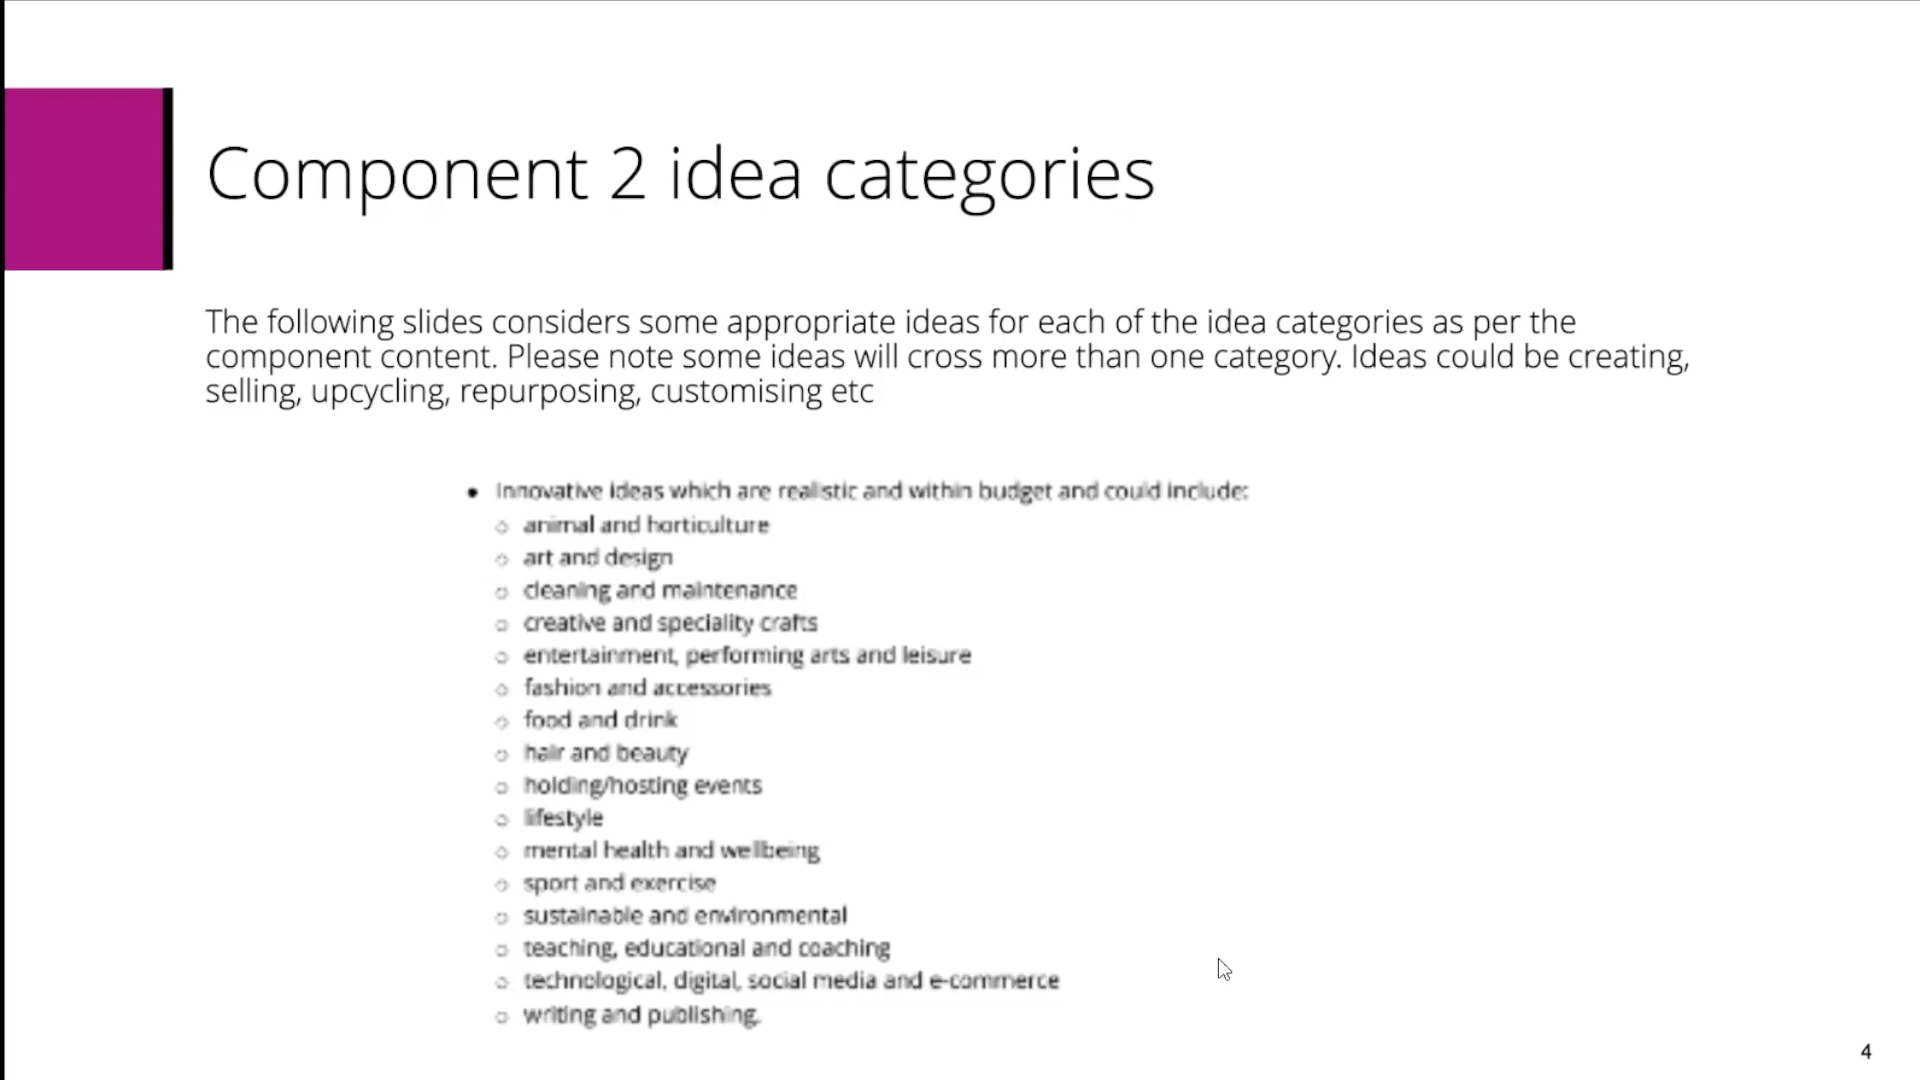 Component 2 idea categories
The following slides considers some appropriate ideas for each of the idea categories as per the
component content. Please note some ideas will cross more than one category. Ideas could be creating,
selling, upcycling, repurposing, customising etc
• Innovative ideas which are realistic and within budget and could include:
○ animal and horticulture
○ art and design
○ cleaning and maintenance
○ creative and speciality crafts
○ entertainment, performing arts and leisure
○ fashion and accessories
○ food and drink
○ hair and beauty
○ holding/hosting events
○ lifestyle
○ mental health and wellbeing
○ sport and exercise
○ sustainable and environmental
○ teaching, educational and coaching
○ technological, digital, social media and e-commerce
○ writing and publishing.
4